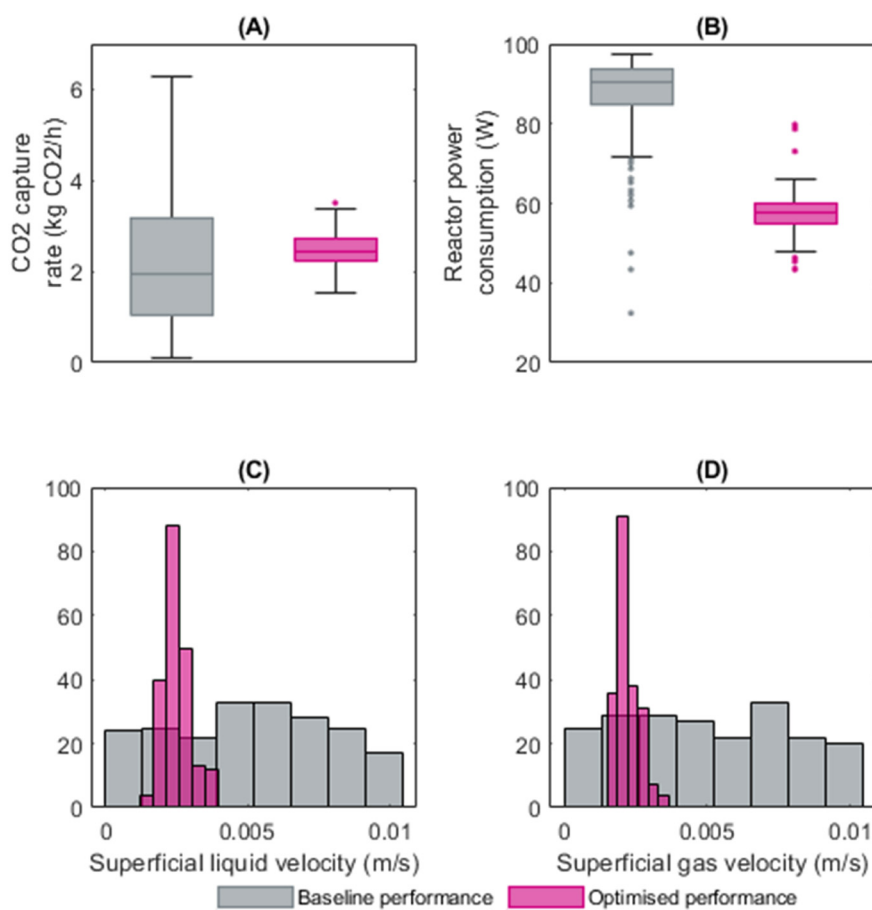 (A)
CO2 capture
rate (kg CO2/h)
6
4
2
0
(B)
Reactor power
consumption (W)
100
80
60
40
20
(C)
100
80
60
40
20
0
0 0.005 0.01
Superficial liquid velocity (m/s)
(D)
100
80
60
40
20
0
0 0.005 0.01
Superficial gas velocity (m/s)
Baseline performance Optimised performance